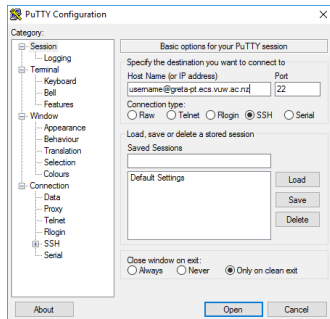 PuTTY Configuration
Category:
Session
Logging
Terminal
Keyboard
Bell
Features
Window
Appearance
Behaviour
Translation
Selection
Colours
Connection
Data
Proxy
Telnet
Rlogin
SSH
Serial
Basic options for your PuTTY session
Specify the destination you want to connect to
Host Name (or IP address) Port
username@greta-pt.ecs.vuw.ac.nz 22
Connection type:
Raw Telnet Rlogin SSH Serial
Load, save or delete a stored session
Saved Sessions
Default Settings
Load
Save
Delete
Close window on exit:
Always Never Only on clean exit
About Open Cancel